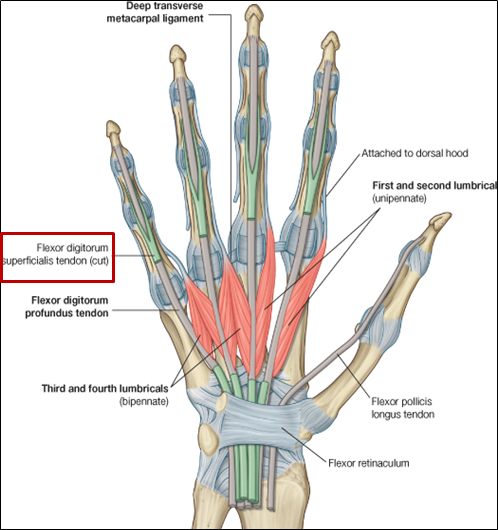 Deep transverse
metacarpal ligament
Attached to dorsal hood
First and second lumbrical
(unipennate)
Flexor digitorum
superficialis tendon (cut)
Flexor digitorum
profundus tendon
Third and fourth lumbricals
(bipennate)
Flexor pollicis
longus tendon
Flexor retinaculum